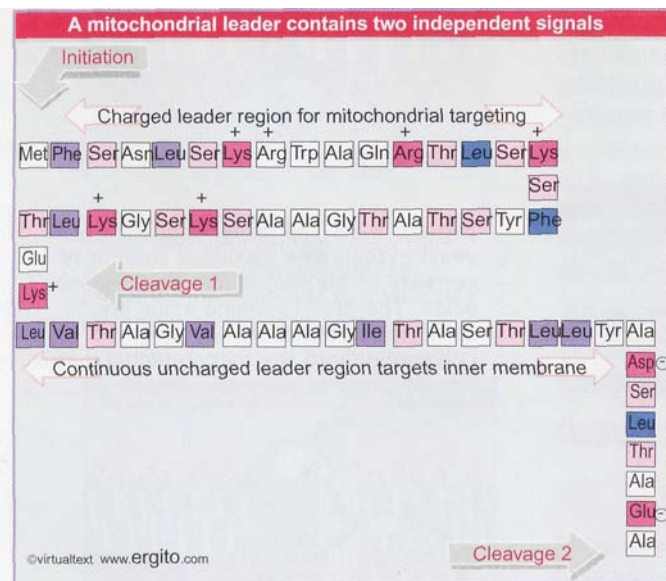 A mitochondrial leader contains two independent signals
Initiation
Charged leader region for mitochondrial targeting
+ + + +
Met Phe Ser Asn Leu Ser Lys Arg Trp Ala Gln Arg Thr Leu Ser Lys
Ser
+ +
Thr Leu Lys Gly Ser Lys Ser Ala Ala Gly Thr Ala Thr Ser Tyr Phe
Glu
Lys +
Cleavage 1
Leu Val Thr Ala Gly Val Ala Ala Ala Gly Ile Thr Ala Ser Thr Leu Leu Tyr Ala
Continuous uncharged leader region targets inner membrane
Asp −
Ser
Leu
Thr
Ala
Glu −
Ala
Cleavage 2
©virtualtext www.ergito.com